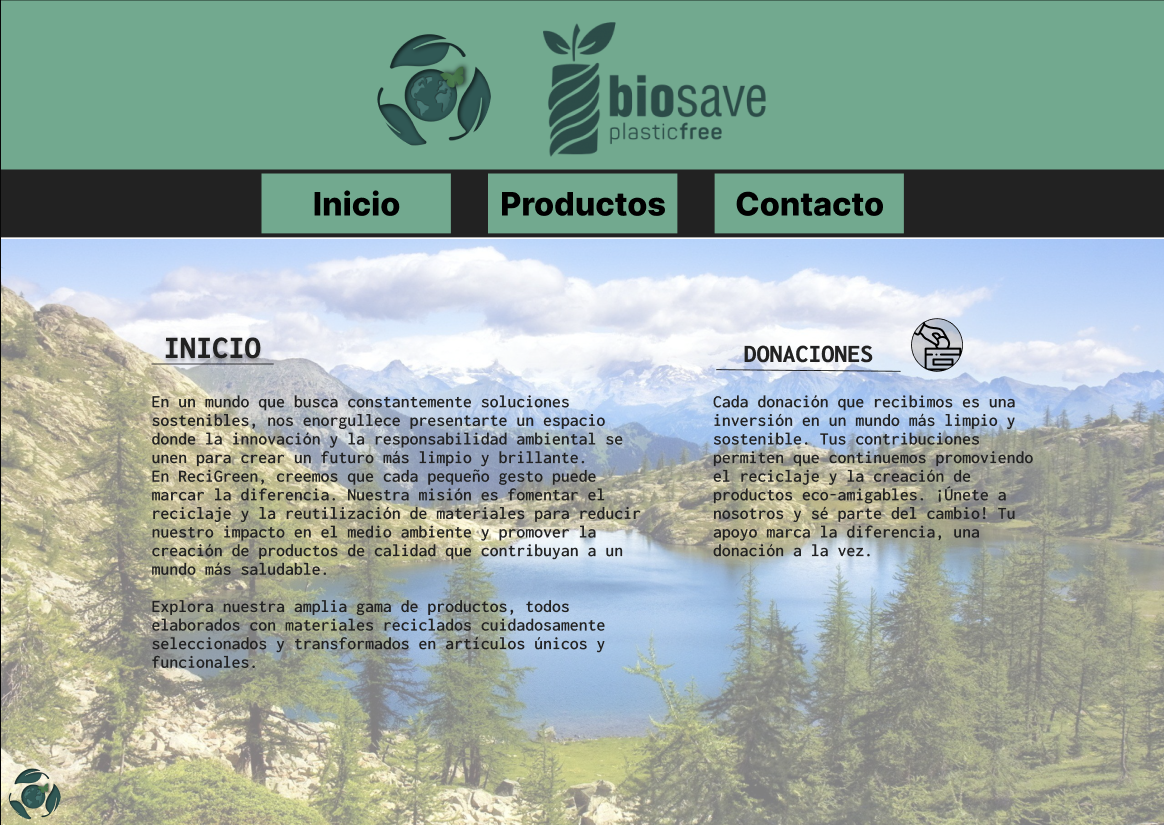 biosave
plasticfree
Inicio
Productos
Contacto
INICIO
En un mundo que busca constantemente soluciones
sostenibles, nos enorgullece presentarte un espacio
donde la innovación y la responsabilidad ambiental se
unen para crear un futuro más limpio y brillante.
En ReciGreen, creemos que cada pequeño gesto puede
marcar la diferencia. Nuestra misión es fomentar el
reciclaje y la reutilización de materiales para reducir
nuestro impacto en el medio ambiente y promover la
creación de productos de calidad que contribuyan a un
mundo más saludable.
Explora nuestra amplia gama de productos, todos
elaborados con materiales reciclados cuidadosamente
seleccionados y transformados en artículos únicos y
funcionales.
DONACIONES
Cada donación que recibimos es una
inversión en un mundo más limpio y
sostenible. Tus contribuciones
permiten que continuemos promoviendo
el reciclaje y la creación de
productos eco-amigables. ¡Únete a
nosotros y sé parte del cambio! Tu
apoyo marca la diferencia, una
donación a la vez.